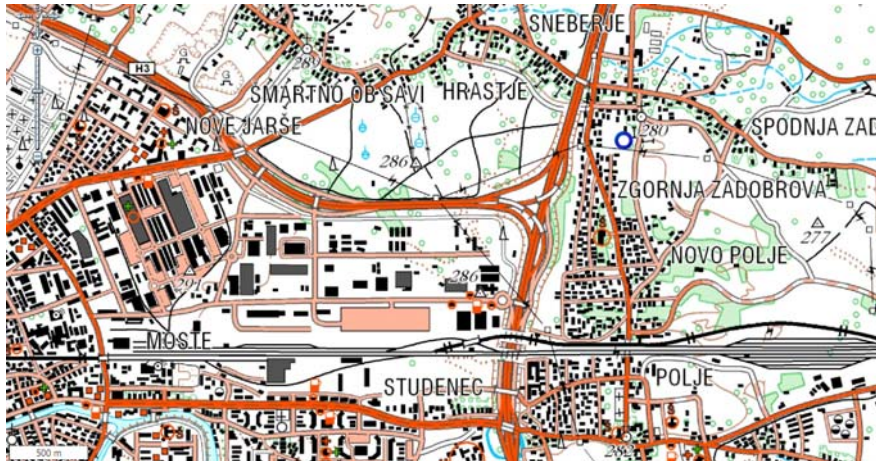 SNEBERJE
H3
ŠMARTNO OB SAVI
HRASTJE
NOVE JARŠE
280
SPODNJA ZAD
286
ZGORNJA ZADOBROVA
277
NOVO POLJE
291
286
MOSTE
STUDENEC
POLJE
500 m